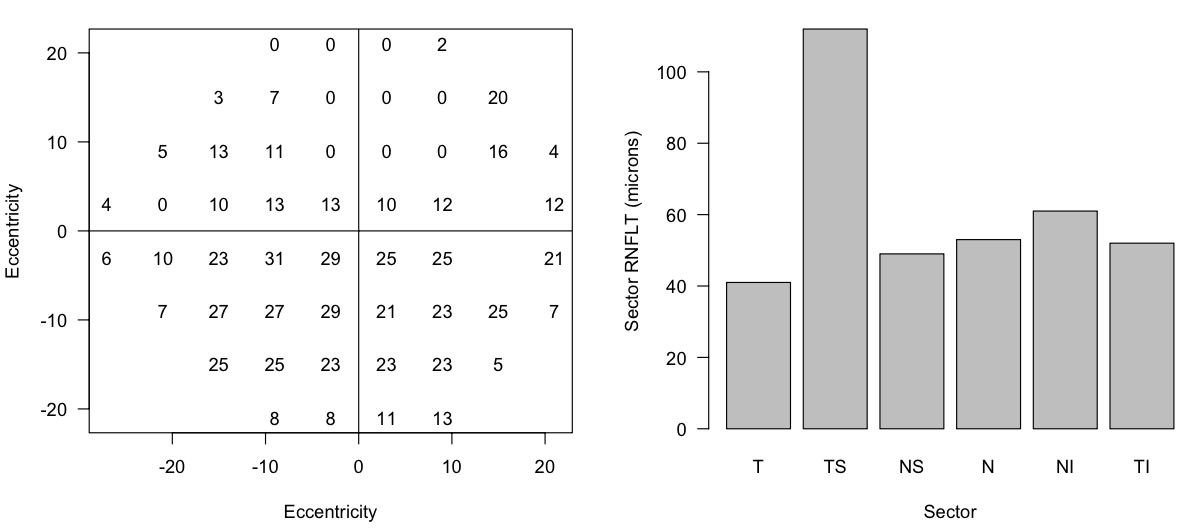 20 0 0 0 2
3 7 0 0 0 20
10
5 13 11 0 0 0 16 4
4 0 10 13 13 10 12 12
0
6 10 23 31 29 25 25 21
7 27 27 29 21 23 25 7
-10
25 25 23 23 23 5
-20 8 8 11 13
-20 -10 0 10 20
Eccentricity
Eccentricity
100
80
60
40
20
0
T TS NS N NI TI
Sector
Sector RNFLT (microns)